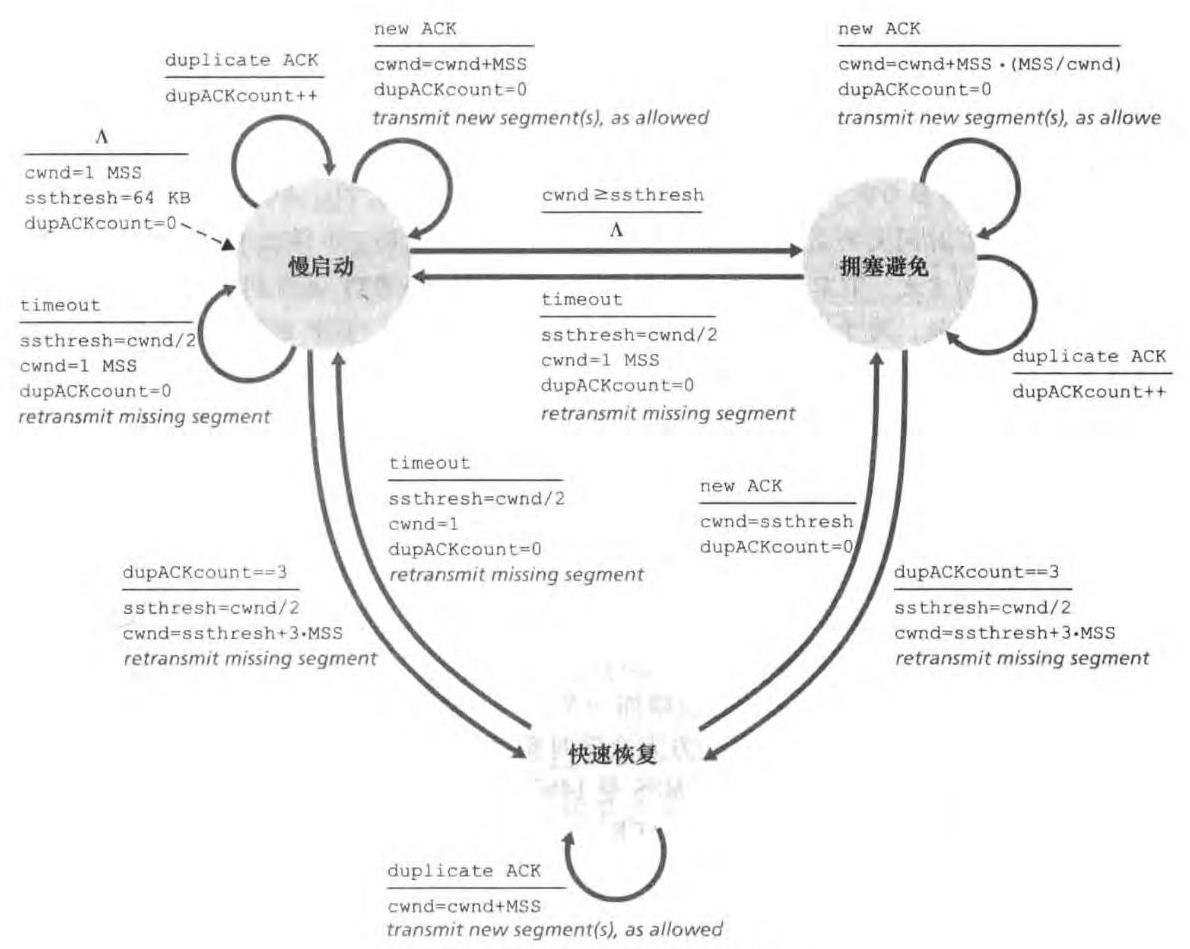 new ACK
cwnd=cwnd+MSS
dupACKcount=0
transmit new segment(s), as allowed
new ACK
cwnd=cwnd+MSS·(MSS/cwnd)
dupACKcount=0
transmit new segment(s), as allowe
duplicate ACK
dupACKcount++
Λ
cwnd=1 MSS
ssthresh=64 KB
dupACKcount=0
cwnd≥ssthresh
Λ
慢启动
拥塞避免
timeout
ssthresh=cwnd/2
cwnd=1 MSS
dupACKcount=0
retransmit missing segment
timeout
ssthresh=cwnd/2
cwnd=1 MSS
dupACKcount=0
retransmit missing segment
duplicate ACK
dupACKcount++
timeout
ssthresh=cwnd/2
cwnd=1
dupACKcount=0
retransmit missing segment
new ACK
cwnd=ssthresh
dupACKcount=0
dupACKcount==3
ssthresh=cwnd/2
cwnd=ssthresh+3·MSS
retransmit missing segment
dupACKcount==3
ssthresh=cwnd/2
cwnd=ssthresh+3·MSS
retransmit missing segment
快速恢复
duplicate ACK
cwnd=cwnd+MSS
transmit new segment(s), as allowed